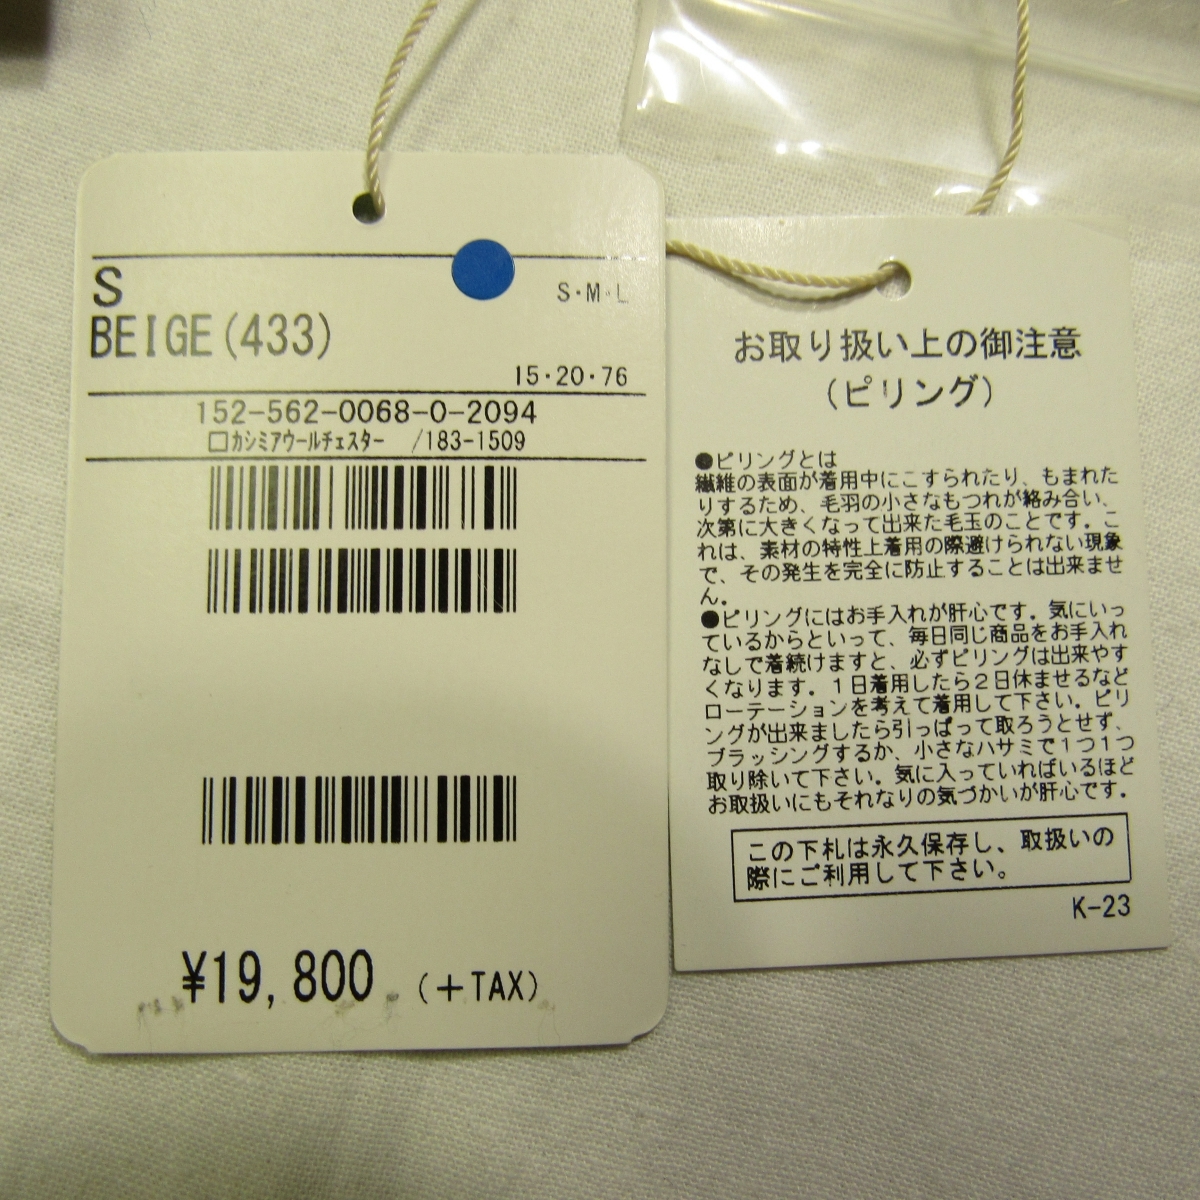 S
S・M・L
BEIGE(433)
15・20・76
152-562-0068-0-2094
□カシミアウールチェスター /183-1509
¥19,800 (+TAX)
お取り扱い上の御注意
(ピリング)
●ピリングとは
繊維の表面が着用中にこすられたり、もまれた
りするため、毛羽の小さなもつれが絡み合い、
次第に大きくなって出来た毛玉のことです。こ
れは、素材の特性上着用の際避けられない現象
で、その発生を完全に防止することは出来ませ
ん。
●ピリングにはお手入れが肝心です。気にいっ
ているからといって、毎日同じ商品をお手入れ
なしで着続けますと、必ずピリングは出来やす
くなります。1日着用したら2日休ませるなど
ローテーションを考えて着用して下さい。ピリ
ングが出来ましたら引っぱって取ろうとせず、
ブラッシングするか、小さなハサミで1つ1つ
取り除いて下さい。気に入っていればいるほど
お取扱いにもそれなりの気づかいが肝心です。
この下札は永久保存し、取扱いの
際にご利用して下さい。
K-23